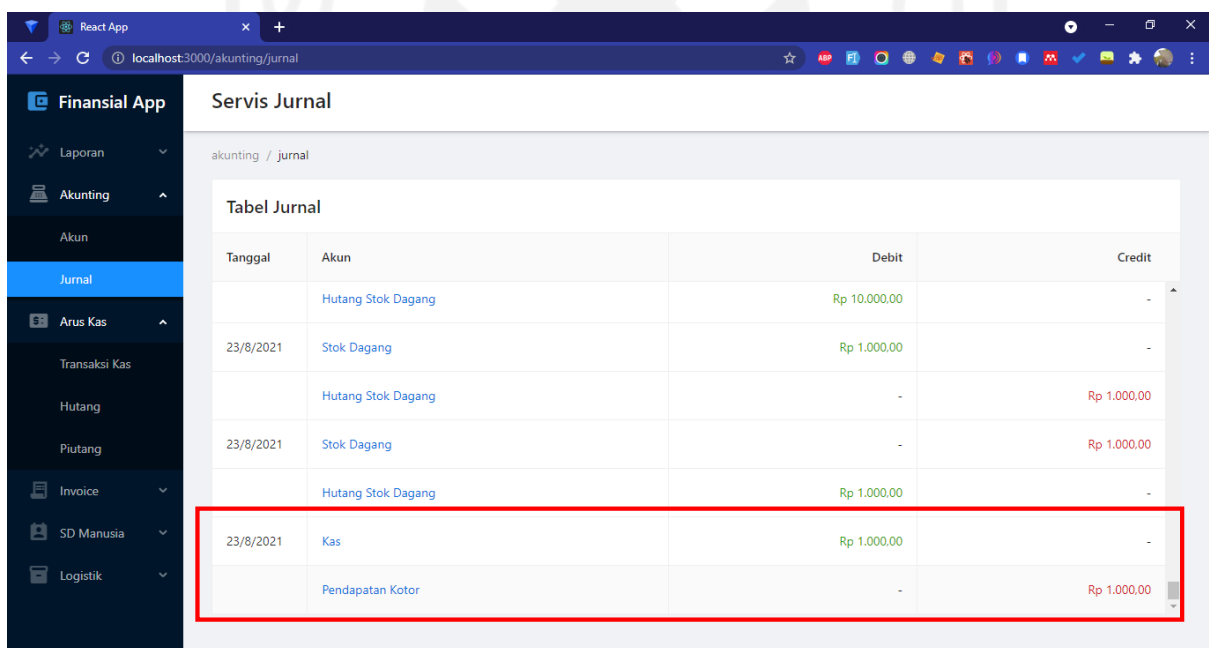 React App
localhost:3000/akunting/jurnal
ABP
Finansial App
Servis Jurnal
Laporan
akunting / jurnal
Akunting
Tabel Jurnal
Akun
Tanggal Akun Debit Credit
Jurnal
Hutang Stok Dagang Rp 10.000,00 -
Arus Kas
23/8/2021 Stok Dagang Rp 1.000,00 -
Transaksi Kas
Hutang Stok Dagang - Rp 1.000,00
Hutang
23/8/2021 Stok Dagang - Rp 1.000,00
Piutang
Invoice
Hutang Stok Dagang Rp 1.000,00 -
SD Manusia
23/8/2021 Kas Rp 1.000,00 -
Logistik
Pendapatan Kotor - Rp 1.000,00